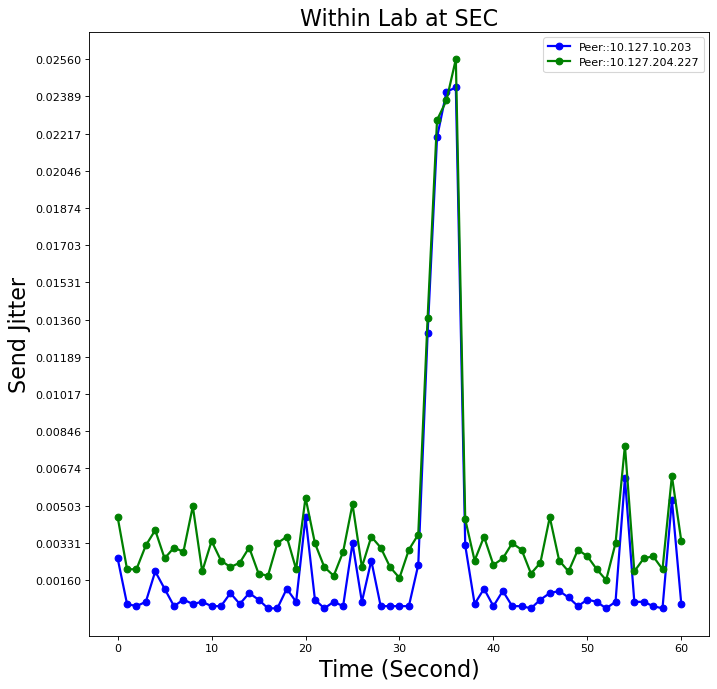 Within Lab at SEC
Peer::10.127.10.203
Peer::10.127.204.227
Send Jitter
0.02560
0.02389
0.02217
0.02046
0.01874
0.01703
0.01531
0.01360
0.01189
0.01017
0.00846
0.00674
0.00503
0.00331
0.00160
0 10 20 30 40 50 60
Time (Second)